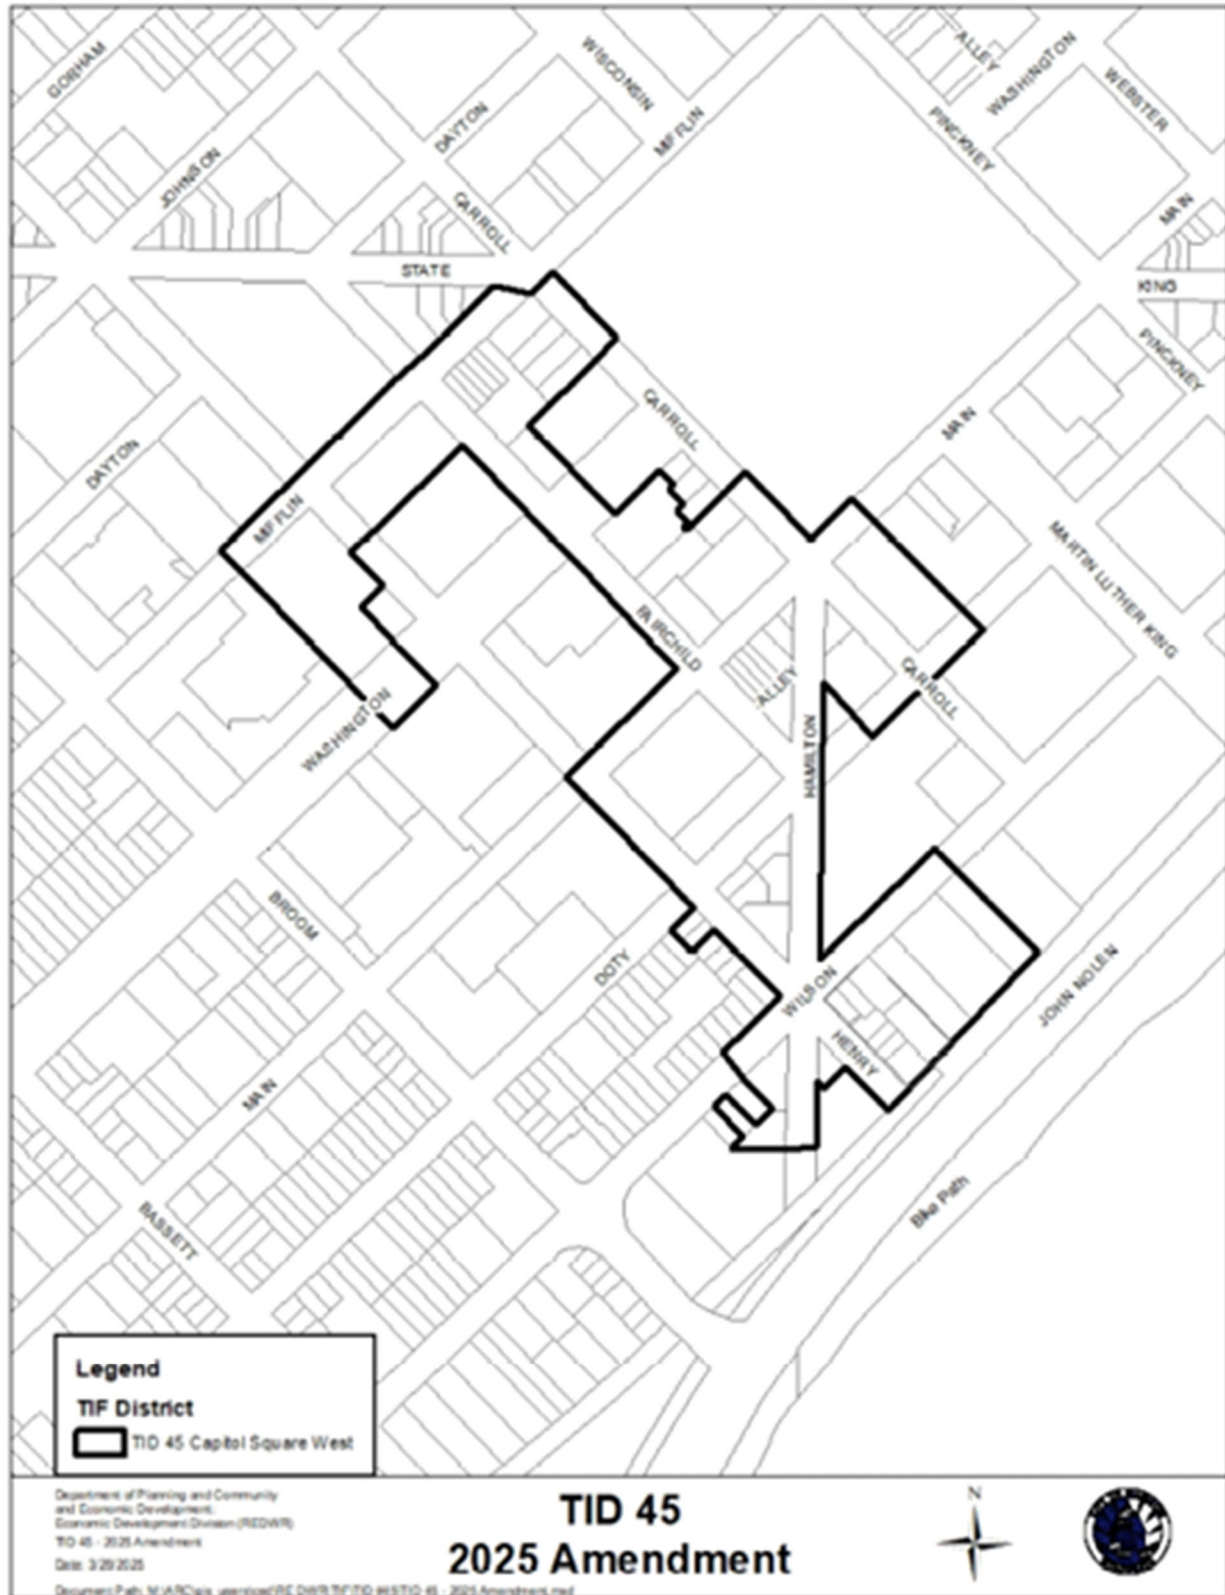 GORHAM
WISCONSIN
ALLEY
WASHINGTON
WEBSTER
DAYTON
MIFFLIN
PINCKNEY
JOHNSON
CARROLL
MAIN
STATE
KING
PINCKNEY
CARROLL
MAIN
DAYTON
MIFFLIN
MARTIN LUTHER KING
FAIRCHILD
ALLEY
CARROLL
WASHINGTON
HAMILTON
BROOM
DOTY
WILSON
JOHN NOLEN
HENRY
MAIN
BASSETT
Bike Path
Legend
TIF District
TID 45 Capitol Square West
Department of Planning and Community
and Economic Development.
Economic Development Division (REDWR)
TID 45 - 2025 Amendment
TID 45
2025 Amendment
N